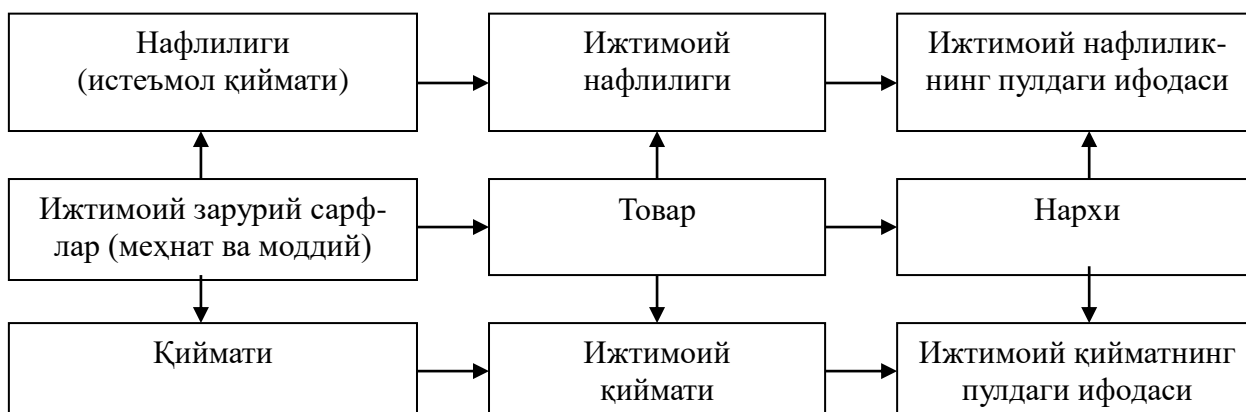 Нафлилиги
(истеъмол қиймати)
Ижтимоий
нафлилиги
Ижтимоий нафлилик-
нинг пулдаги ифодаси
Ижтимоий зарурий сарф-
лар (меҳнат ва моддий)
Товар
Нархи
Қиймати
Ижтимоий
қиймати
Ижтимоий қийматнинг
пулдаги ифодаси